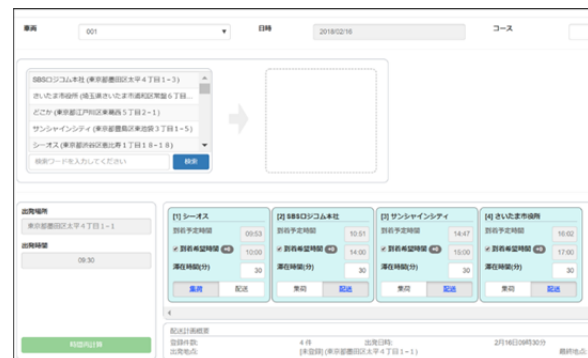 車両 001 日時 2018/02/16 コース
SBSロジコム本社 (東京都墨田区太平４丁目１−３)
さいたま市役所 (埼玉県さいたま市浦和区常盤６丁目...
どこか (東京都江戸川区東葛西５丁目２−１)
サンシャインシティ (東京都豊島区東池袋３丁目１−５)
シーオス (東京都渋谷区恵比寿１丁目１８−１８)
検索ワードを入力してください 検索
出発場所
東京都墨田区太平４丁目１−１
出発時間
09:30
時間再計算
[1] シーオス
到着予定時間 09:53
到着希望時間 +0 10:00
滞在時間(分) 30
集荷 配送
[2] SBSロジコム本社
到着予定時間 10:51
到着希望時間 +0 14:00
滞在時間(分) 30
集荷 配送
[3] サンシャインシティ
到着予定時間 14:47
到着希望時間 +0 15:00
滞在時間(分) 30
集荷 配送
[4] さいたま市役所
到着予定時間 16:02
到着希望時間 +0 17:00
滞在時間(分) 30
集荷 配送
配送計画概要
登録件数: 4 件 出発日時: 2月16日09時30分
出発地点: [未登録] (東京都墨田区太平４丁目１−１) 最終地点